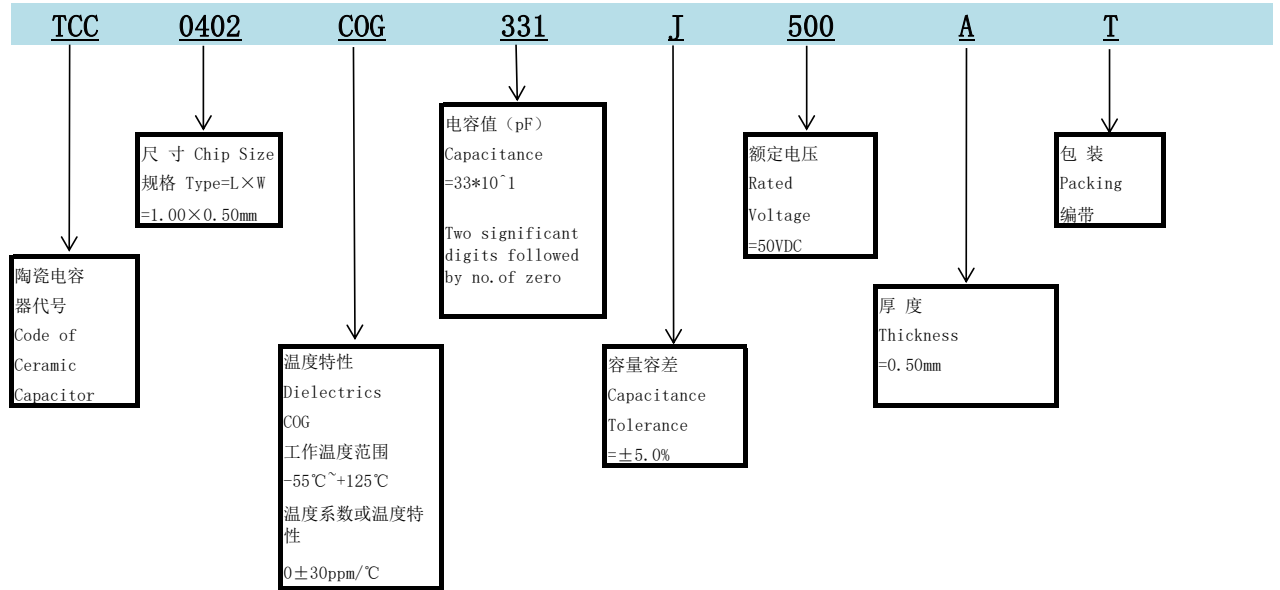 TCC 0402 COG 331 J 500 A T
陶瓷电容
器代号
Code of
Ceramic
Capacitor
尺 寸 Chip Size
规格 Type=L×W
=1.00×0.50mm
温度特性
Dielectrics
COG
工作温度范围
-55℃~+125℃
温度系数或温度特
性
0±30ppm/℃
电容值（pF）
Capacitance
=33*10^1
Two significant
digits followed
by no.of zero
容量容差
Capacitance
Tolerance
=±5.0%
额定电压
Rated
Voltage
=50VDC
厚 度
Thickness
=0.50mm
包 装
Packing
编带